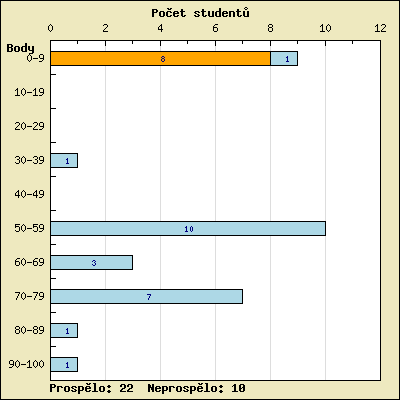 Počet studentů
0 2 4 6 8 10 12
Body
0-9 8 1
10-19
20-29
30-39 1
40-49
50-59 10
60-69 3
70-79 7
80-89 1
90-100 1
Prospělo: 22 Neprospělo: 10